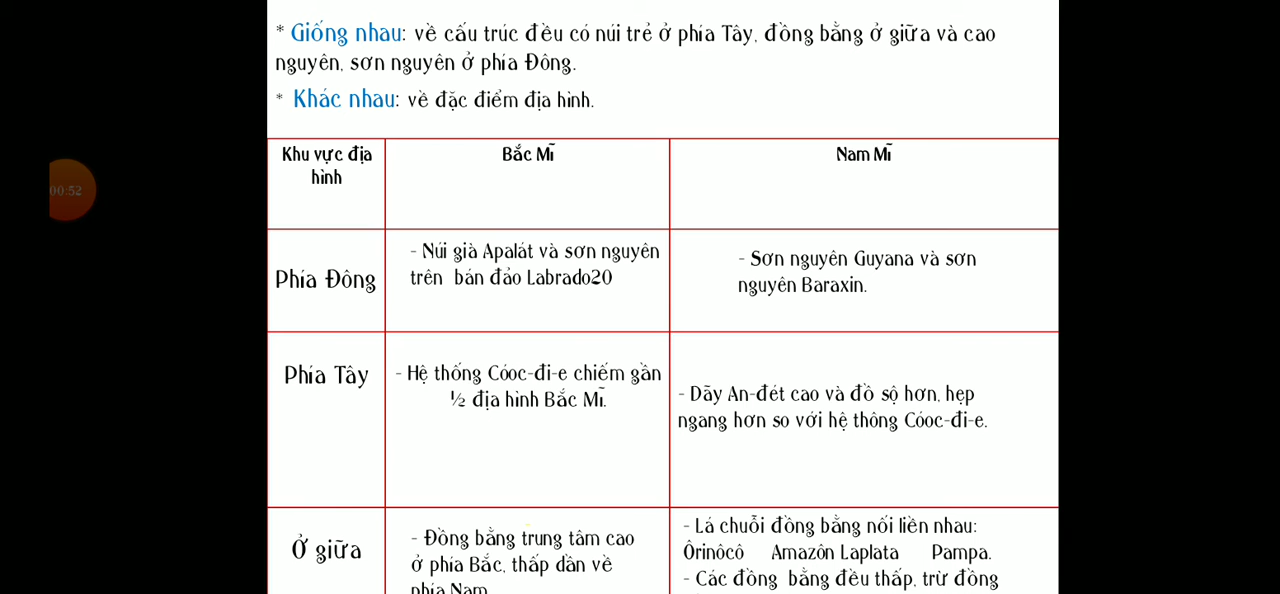 * Giống nhau: về cấu trúc đều có núi trẻ ở phía Tây, đồng bằng ở giữa và cao
nguyên, sơn nguyên ở phía Đông.
* Khác nhau: về đặc điểm địa hình.
Khu vực địa
hình
Bắc Mĩ
Nam Mĩ
Phía Đông
- Núi già Apalát và sơn nguyên
trên bán đảo Labrado20
- Sơn nguyên Guyana và sơn
nguyên Baraxin.
Phía Tây
- Hệ thống Cóoc-đi-e chiếm gần
½ địa hình Bắc Mĩ.
- Dãy An-đét cao và đồ sộ hơn, hẹp
ngang hơn so với hệ thông Cóoc-đi-e.
Ở giữa
- Đồng bằng trung tâm cao
ở phía Bắc, thấp dần về
phía Nam
- Lá chuỗi đồng bằng nối liền nhau:
Ôrinôcô Amazôn Laplata Pampa.
- Các đồng bằng đều thấp, trừ đồng
00:52